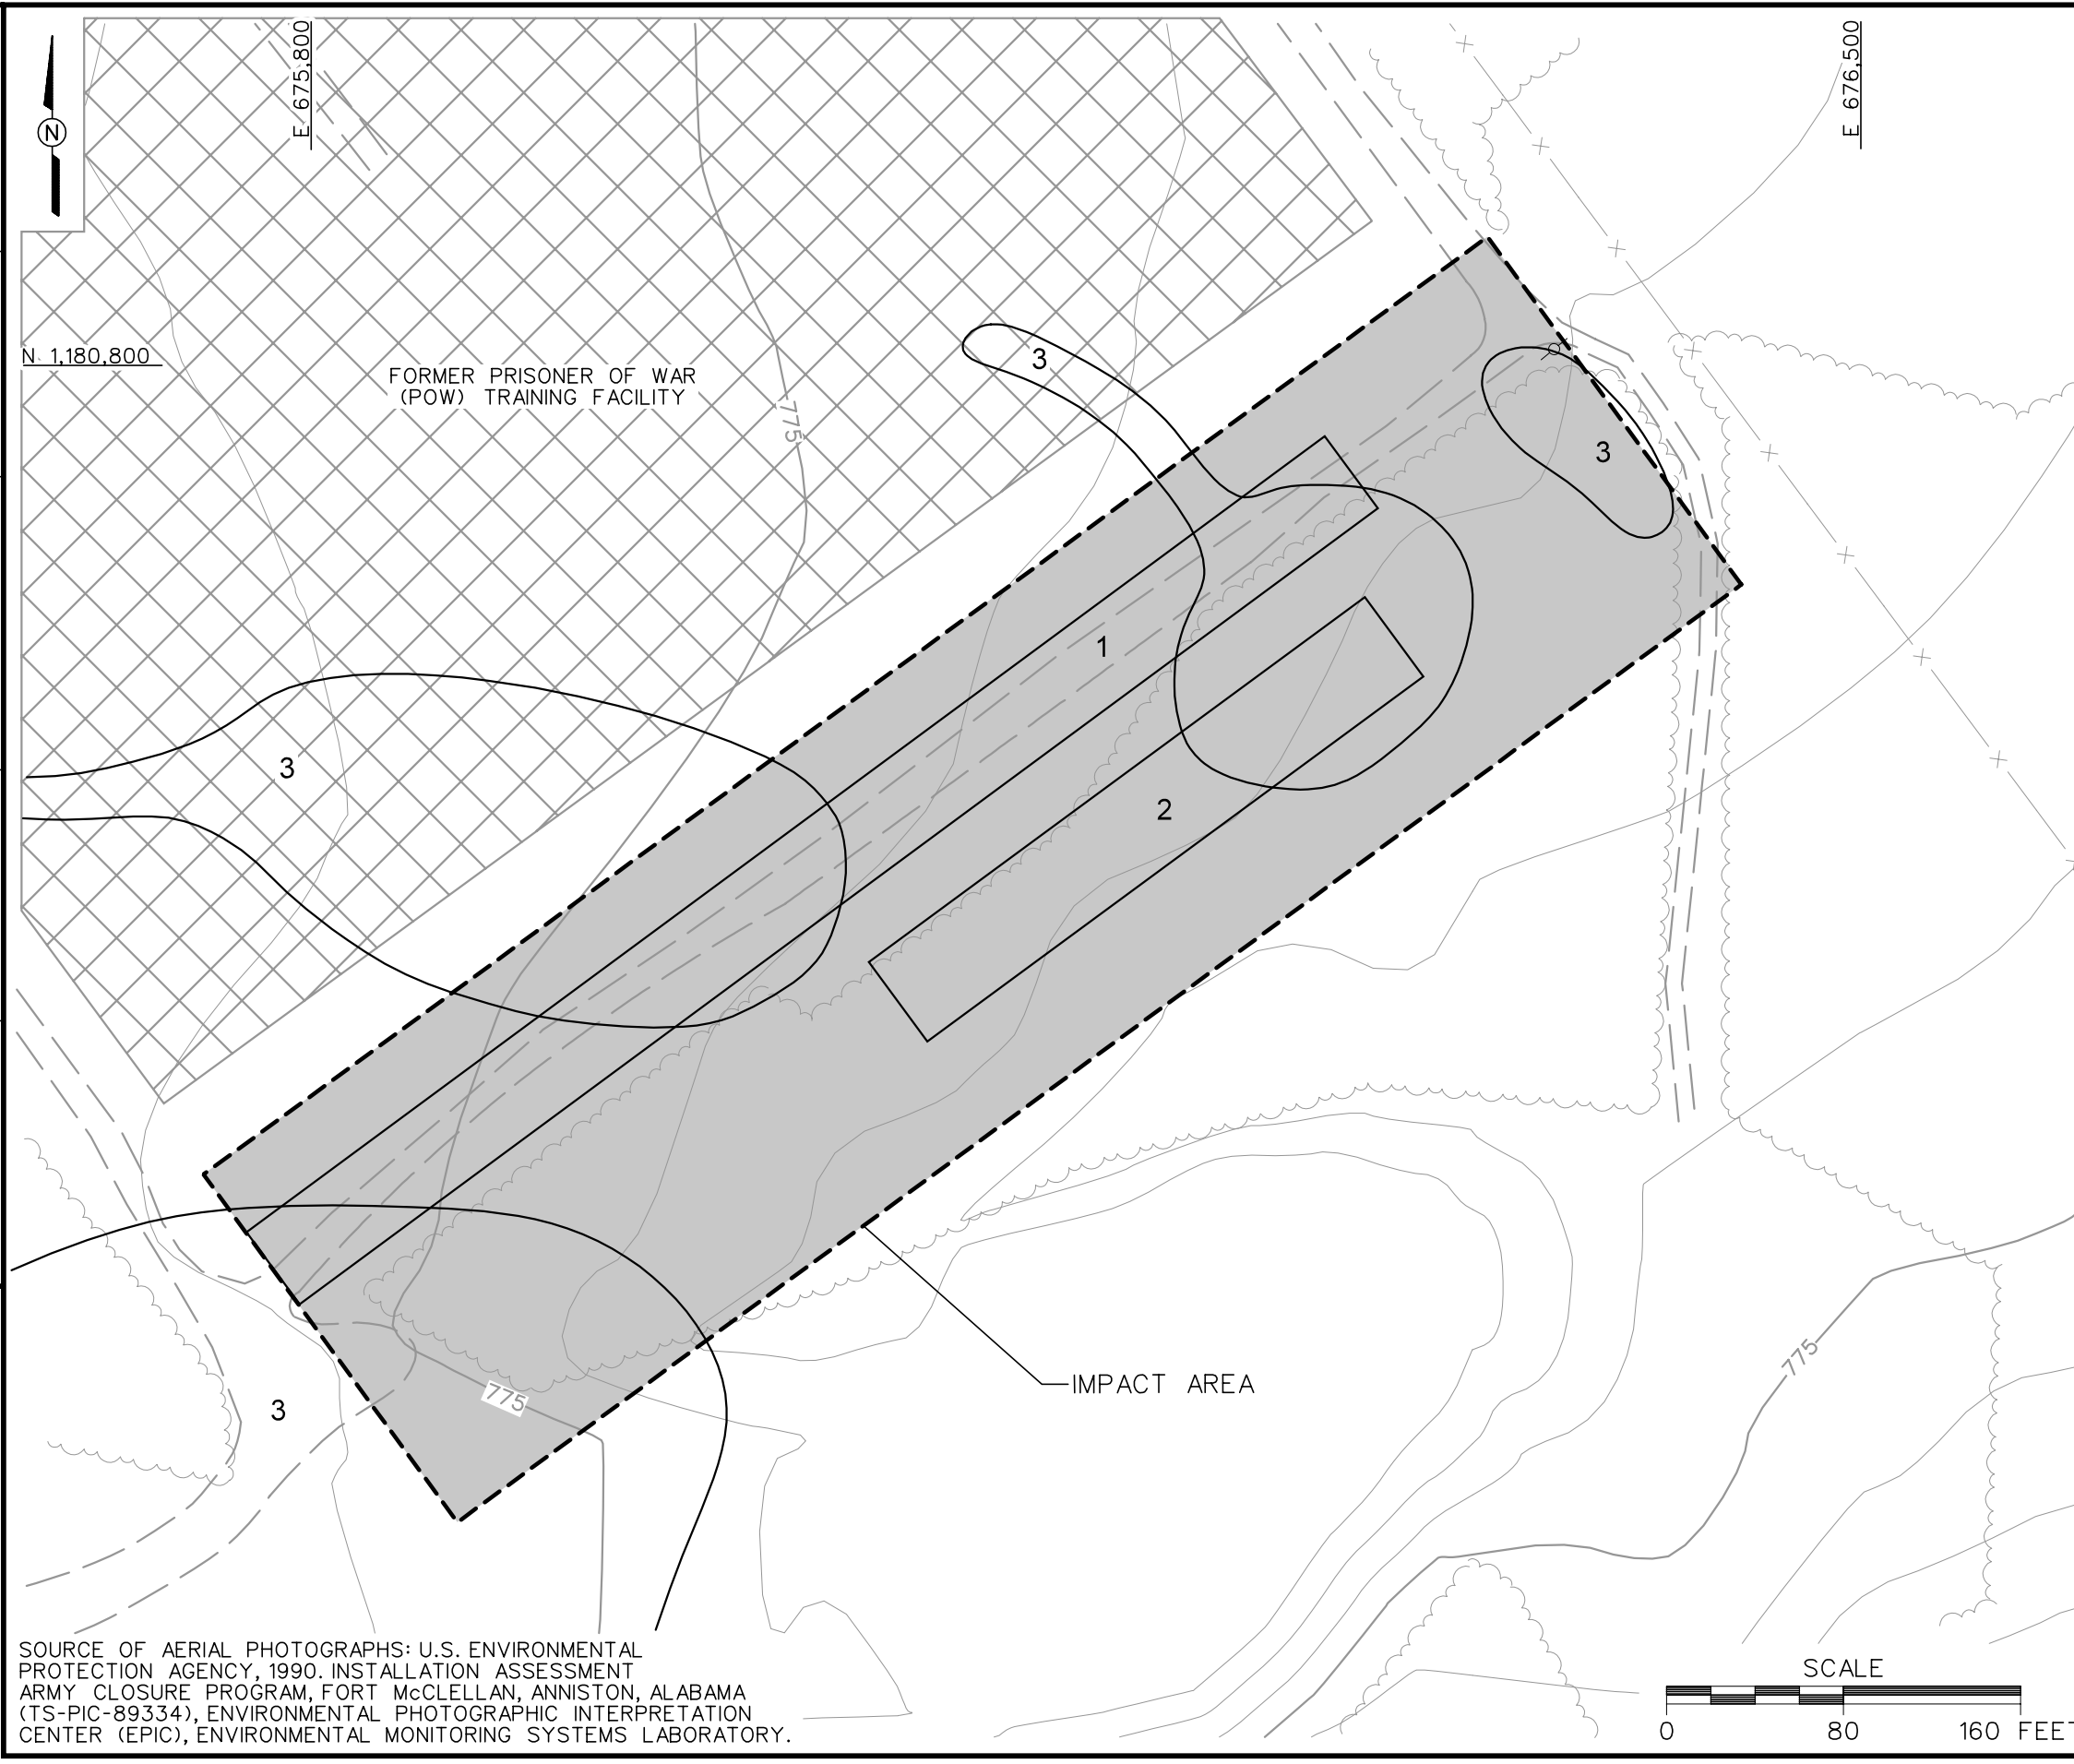 E 675,800
E 676,500
N
N 1,180,800
FORMER PRISONER OF WAR
(POW) TRAINING FACILITY
775
3
3
1
3
2
IMPACT AREA
775
775
3
SOURCE OF AERIAL PHOTOGRAPHS: U.S. ENVIRONMENTAL
PROTECTION AGENCY, 1990. INSTALLATION ASSESSMENT
ARMY CLOSURE PROGRAM, FORT McCLELLAN, ANNISTON, ALABAMA
(TS-PIC-89334), ENVIRONMENTAL PHOTOGRAPHIC INTERPRETATION
CENTER (EPIC), ENVIRONMENTAL MONITORING SYSTEMS LABORATORY.
SCALE
0 80 160 FEET